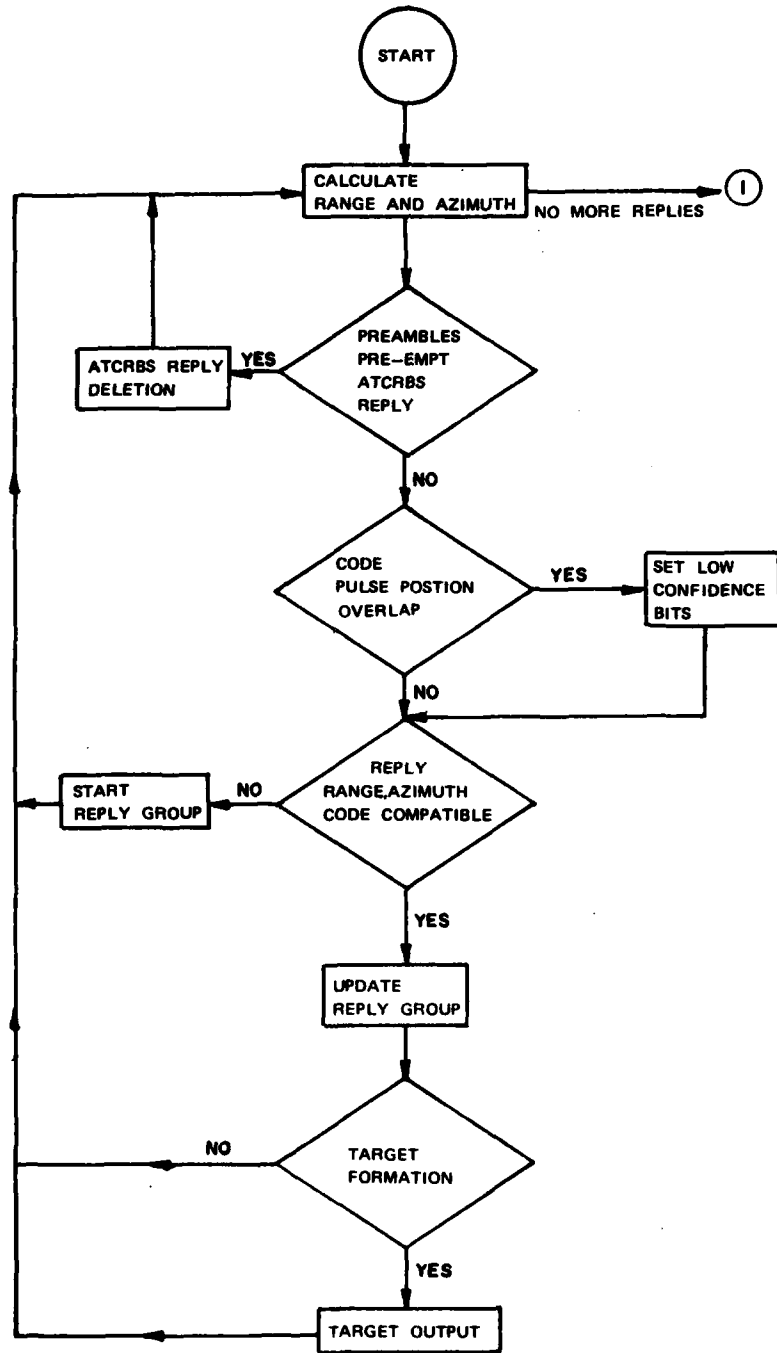 START
CALCULATE
RANGE AND AZIMUTH
NO MORE REPLIES
I
PREAMBLES
PRE-EMPT
ATCRBS
REPLY
YES
ATCRBS REPLY
DELETION
NO
CODE
PULSE POSTION
OVERLAP
YES
SET LOW
CONFIDENCE
BITS
NO
REPLY
RANGE,AZIMUTH
CODE COMPATIBLE
NO
START
REPLY GROUP
YES
UPDATE
REPLY GROUP
NO
TARGET
FORMATION
YES
TARGET OUTPUT